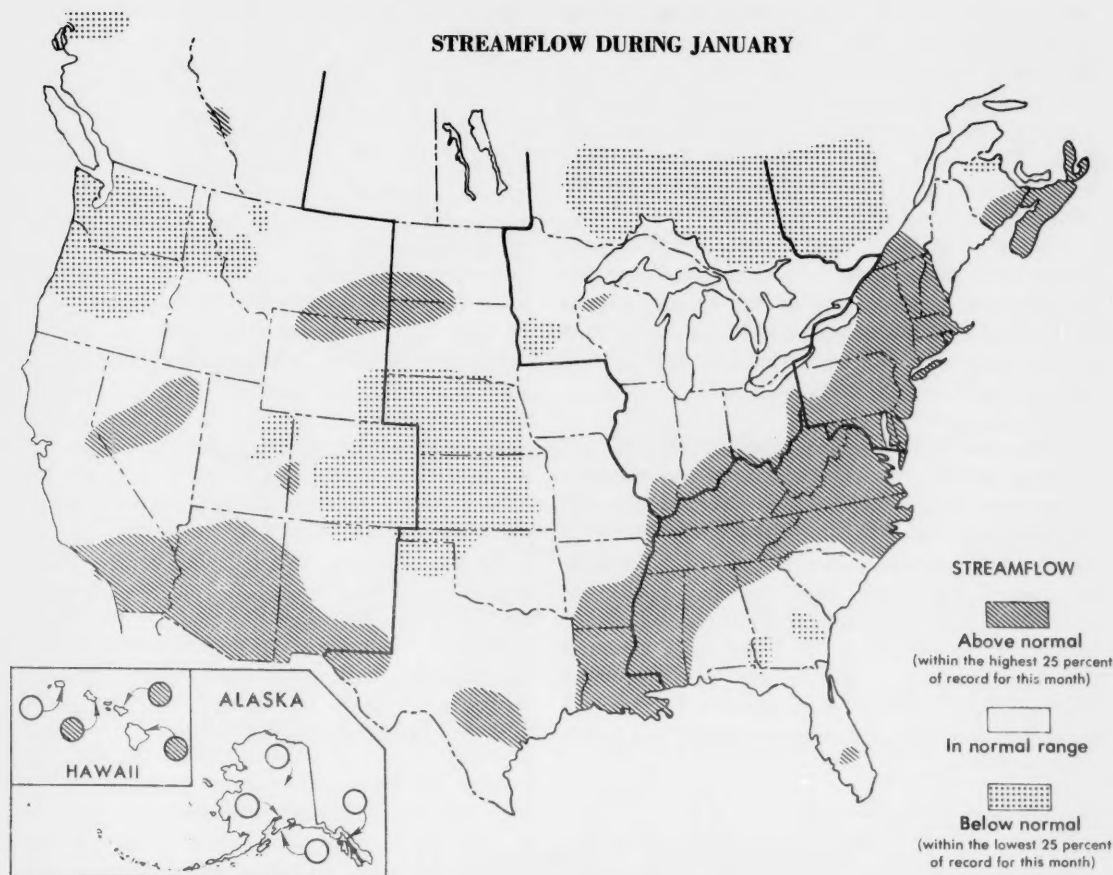 STREAMFLOW DURING JANUARY
STREAMFLOW
Above normal
(within the highest 25 percent
of record for this month)
In normal range
Below normal
(within the lowest 25 percent
of record for this month)
HAWAII
ALASKA